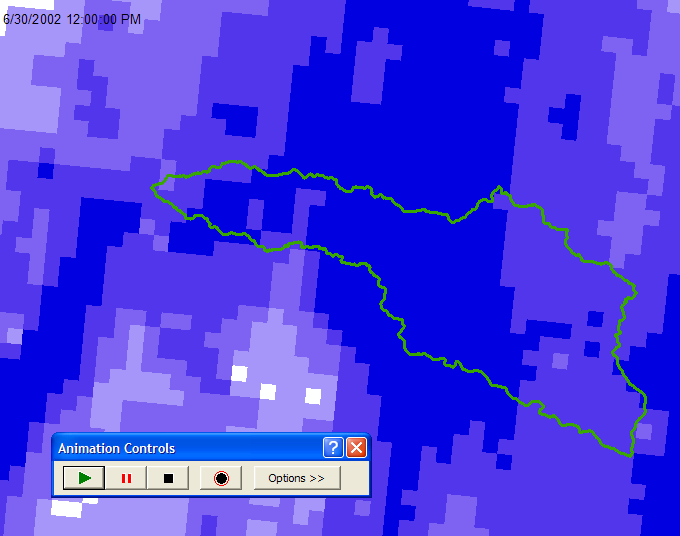 6/30/2002 12:00:00 PM
Animation Controls
Options >>